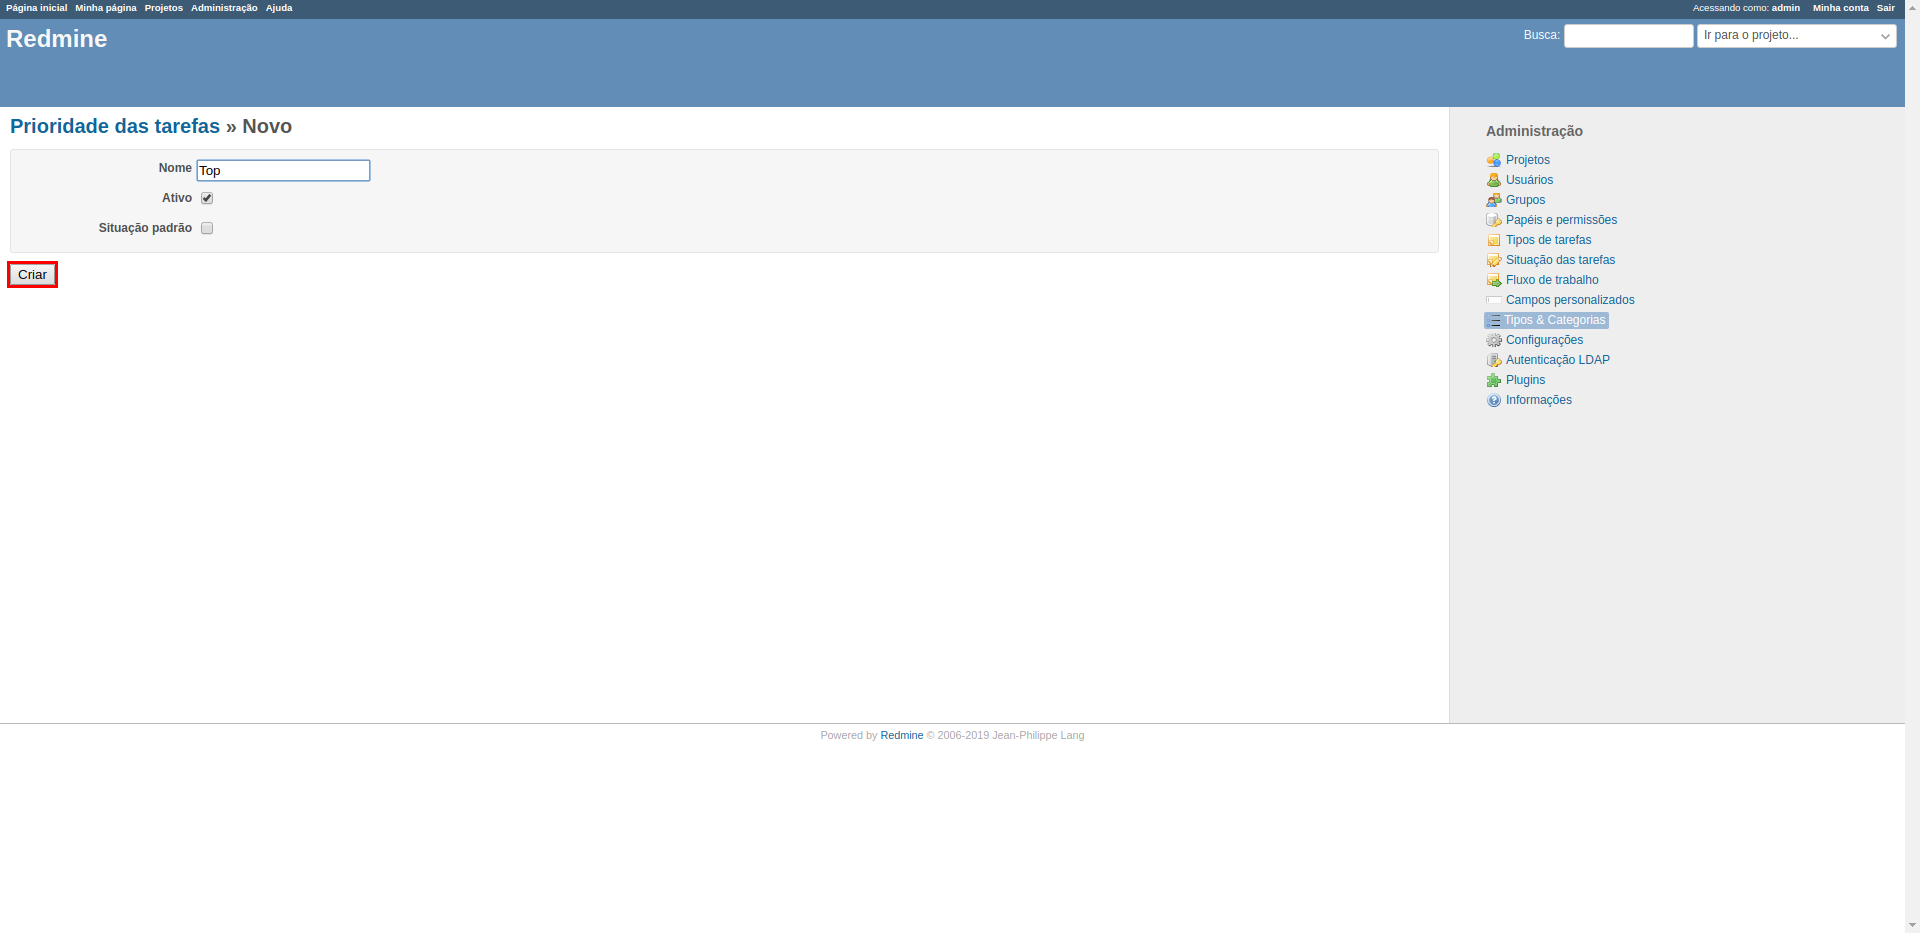 Página inicial Minha página Projetos Administração Ajuda
Acessando como: admin Minha conta Sair
Redmine
Busca:
Ir para o projeto...
Prioridade das tarefas » Novo
Nome Top
Ativo
Situação padrão
Criar
Administração
Projetos
Usuários
Grupos
Papéis e permissões
Tipos de tarefas
Situação das tarefas
Fluxo de trabalho
Campos personalizados
Tipos & Categorias
Configurações
Autenticação LDAP
Plugins
Informações
Powered by Redmine © 2006-2019 Jean-Philippe Lang